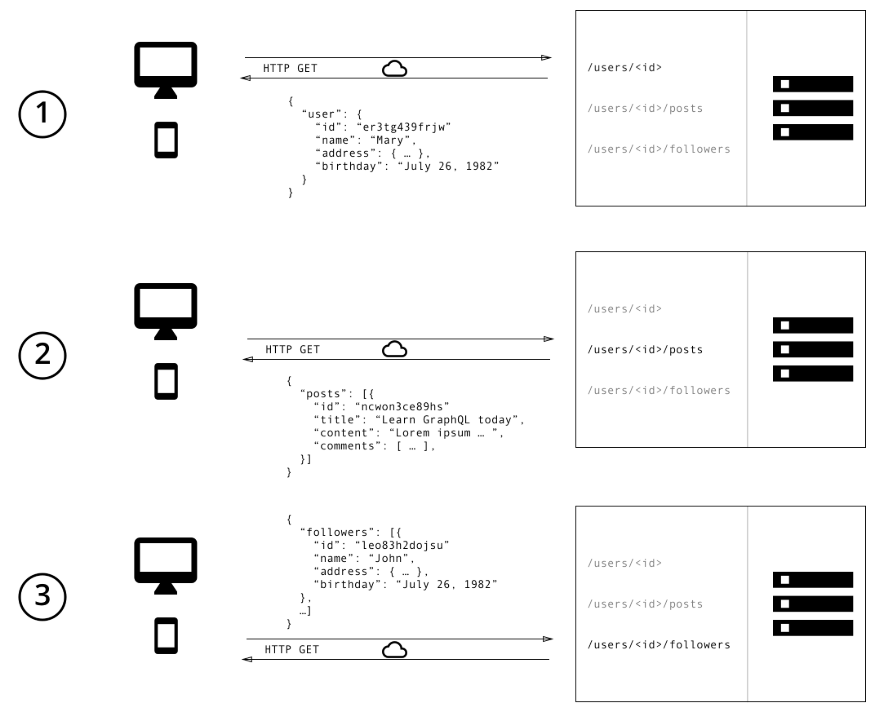 1
HTTP GET
{
“user”: {
“id”: “er3tg439frjw”
“name”: “Mary”,
“address”: { … },
“birthday”: “July 26, 1982”
}
}
/users/<id>
/users/<id>/posts
/users/<id>/followers
2
HTTP GET
{
“posts”: [{
“id”: “ncwon3ce89hs”
“title”: “Learn GraphQL today”,
“content”: “Lorem ipsum … ”,
“comments”: [ … ],
}]
}
/users/<id>
/users/<id>/posts
/users/<id>/followers
3
{
“followers”: [{
“id”: “leo83h2dojsu”
“name”: “John”,
“address”: { … },
“birthday”: “July 26, 1982”
},
…]
}
HTTP GET
/users/<id>
/users/<id>/posts
/users/<id>/followers